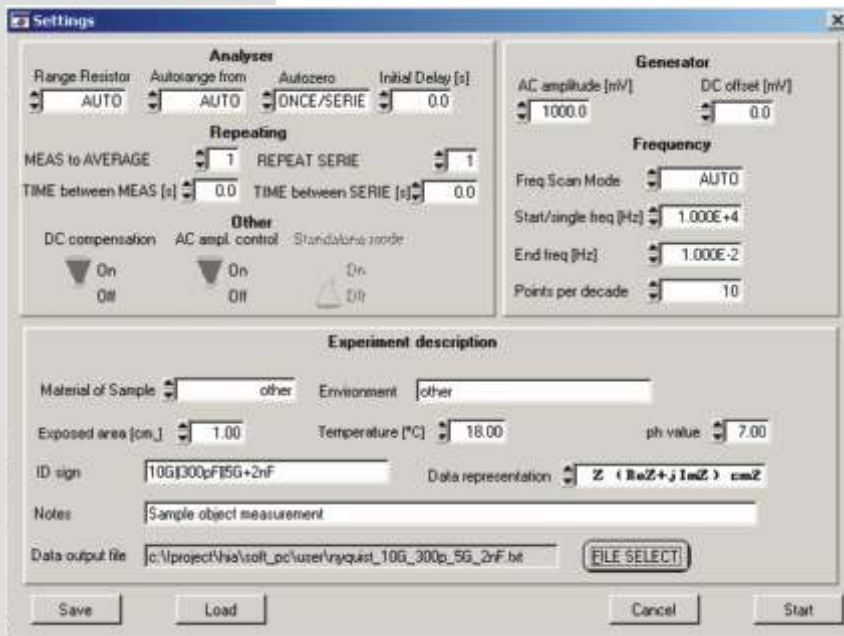 Settings
Analyser
Range Resistor Autorange from Autozero Initial Delay [s]
AUTO AUTO ONCE/SERIE 0.0
Repeating
MEAS to AVERAGE 1 REPEAT SERIE 1
TIME between MEAS [s] 0.0 TIME between SERIE [s] 0.0
Other
DC compensation AC ampl. control Standalone mode
On On On
Off Off Off
Generator
AC amplitude [mV] DC offset [mV]
1000.0 0.0
Frequency
Freq Scan Mode AUTO
Start/single freq [Hz] 1.000E+4
End freq [Hz] 1.000E-2
Points per decade 10
Experiment description
Material of Sample other Environment other
Exposed area [cm_] 1.00 Temperature [°C] 18.00 ph value 7.00
ID sign 10G||300pF||5G+2nF Data representation Z (ReZ+jImZ) cm2
Notes Sample object measurement
Data output file c:\!project\hia\soft_pc\user\nyquist_10G_300p_5G_2nF.txt FILE SELECT
Save Load Cancel Start